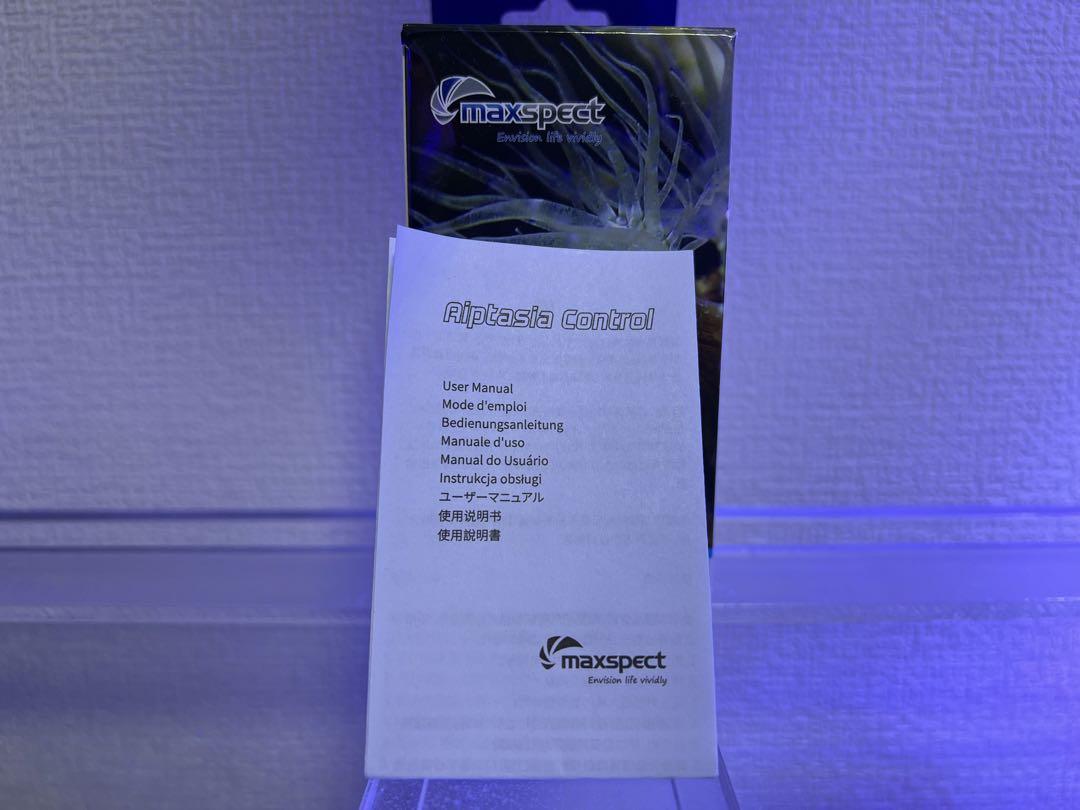 maxspect
Envision life vividly
Aiptasia Control
User Manual
Mode d'emploi
Bedienungsanleitung
Manuale d'uso
Manual do Usuário
Instrukcja obsługi
ユーザーマニュアル
使用说明书
使用說明書
maxspect
Envision life vividly